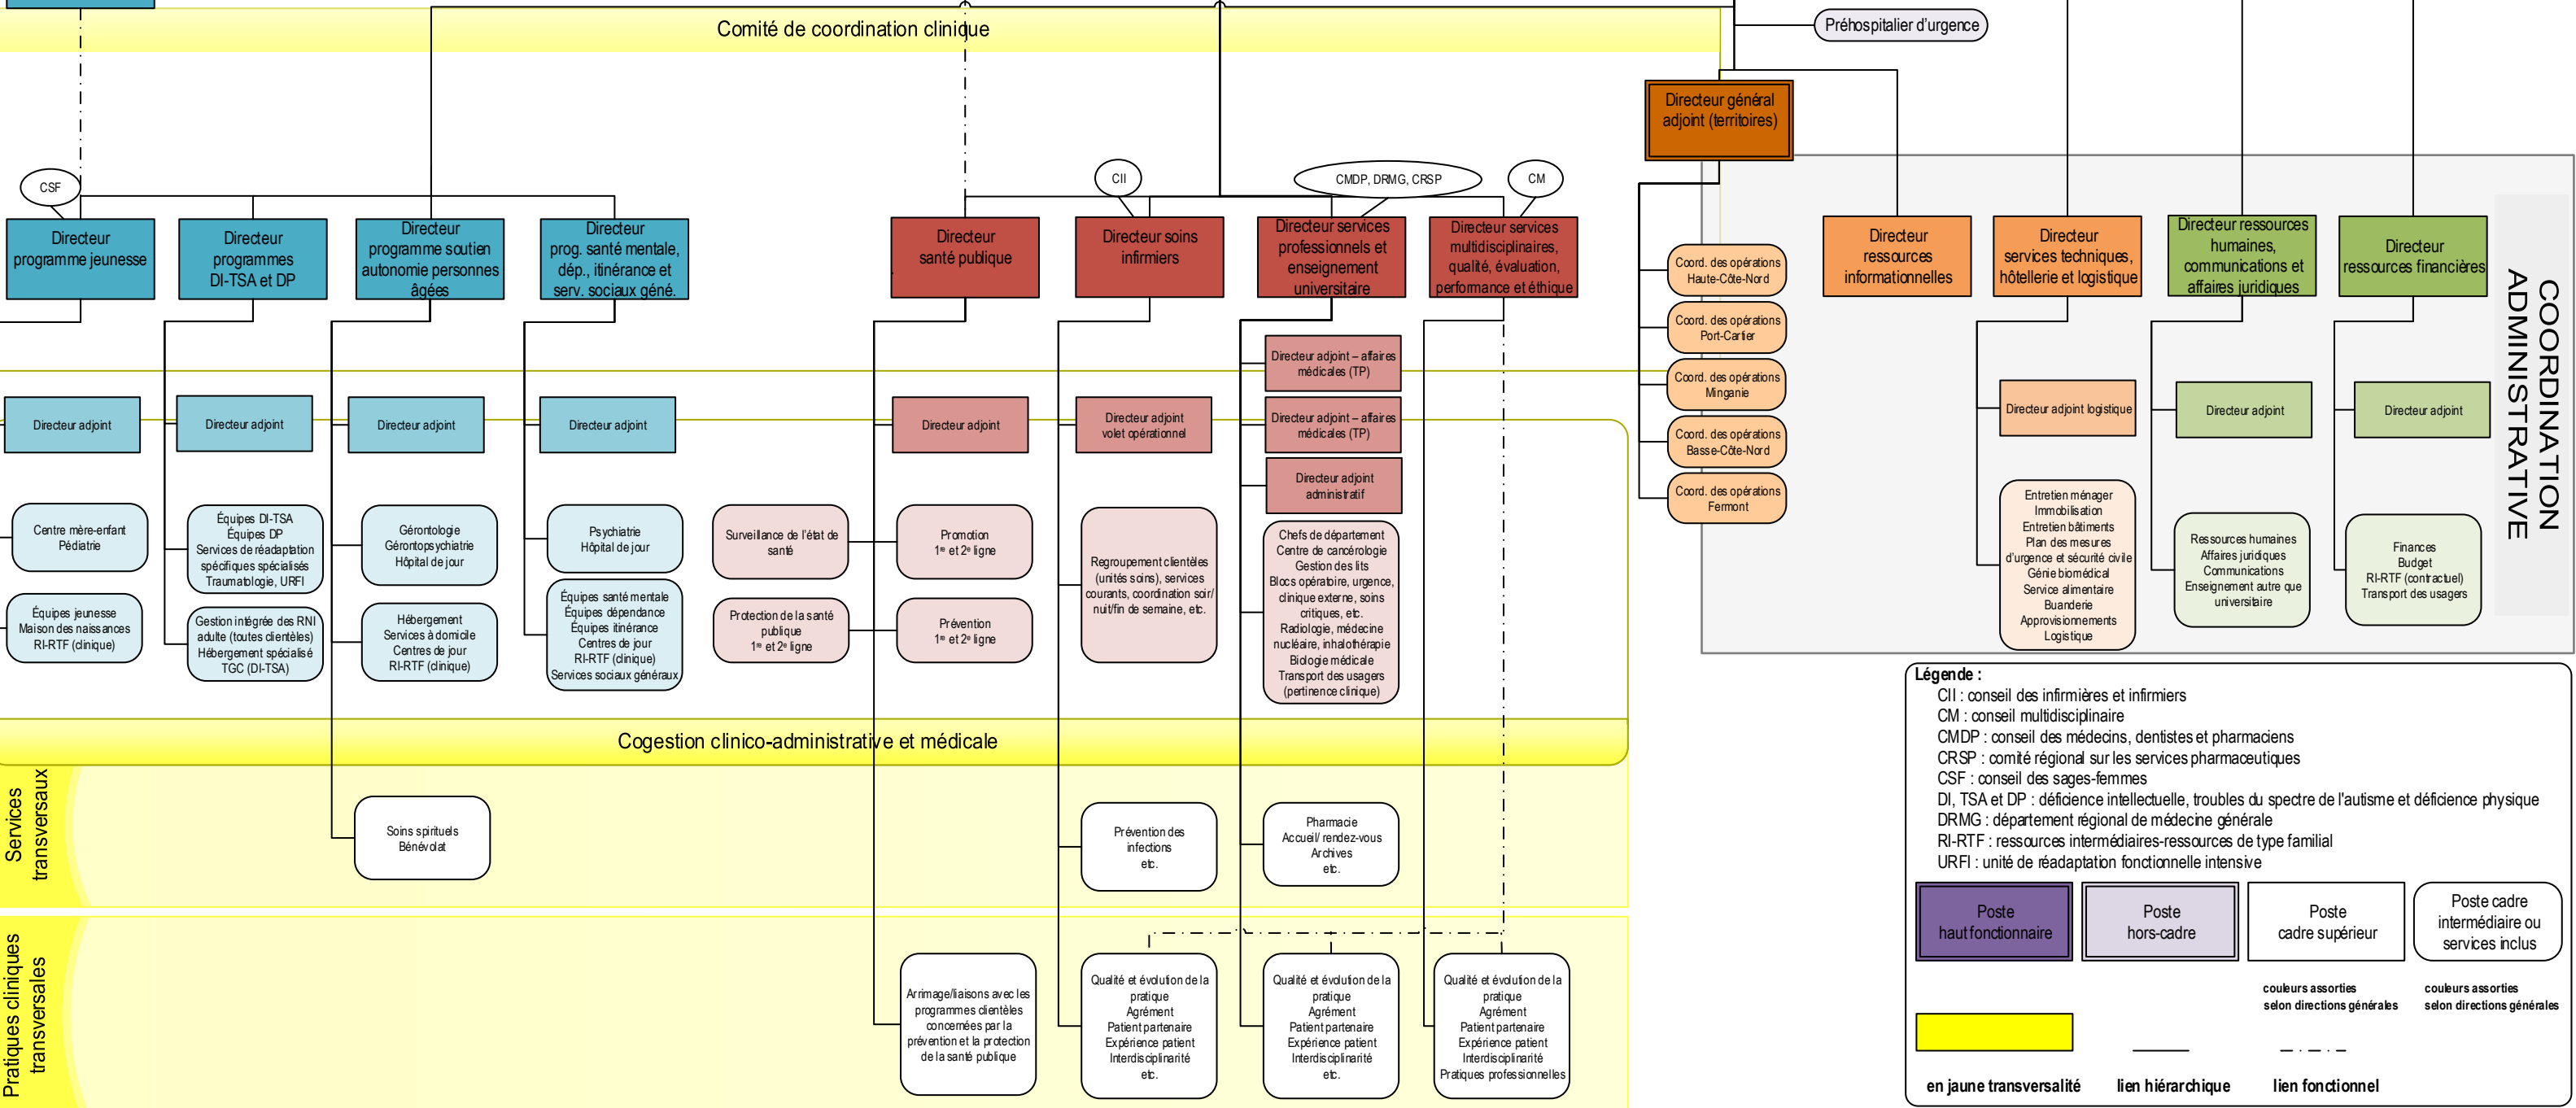 Comité de coordination clinique
Préhospitalier d'urgence
Directeur général
adjoint (territoires)
CSF
CII
CMDP, DRMG, CRSP
CM
Directeur
programme jeunesse
Directeur
programmes
DI-TSA et DP
Directeur
programme soutien
autonomie personnes
âgées
Directeur
prog. santé mentale,
dép., itinérance et
serv. sociaux géné.
Directeur
santé publique
Directeur soins
infirmiers
Directeur services
professionnels et
enseignement
universitaire
Directeur services
multidisciplinaires,
qualité, évaluation,
performance et éthique
Coord. des opérations
Haute-Côte-Nord
Coord. des opérations
Port-Cartier
Coord. des opérations
Minganie
Coord. des opérations
Basse-Côte-Nord
Coord. des opérations
Fermont
Directeur
ressources
informationnelles
Directeur
services techniques,
hôtellerie et logistique
Directeur ressources
humaines,
communications et
affaires juridiques
Directeur
ressources financières
COORDINATION
ADMINISTRATIVE
Directeur adjoint
Directeur adjoint
Directeur adjoint
Directeur adjoint
Directeur adjoint
Directeur adjoint
volet opérationnel
Directeur adjoint – affaires
médicales (TP)
Directeur adjoint – affaires
médicales (TP)
Directeur adjoint
administratif
Directeur adjoint logistique
Directeur adjoint
Directeur adjoint
Centre mère-enfant
Pédiatrie
Équipes jeunesse
Maison des naissances
RI-RTF (clinique)
Équipes DI-TSA
Équipes DP
Services de réadaptation
spécifiques spécialisés
Traumatologie, URFI
Gestion intégrée des RNI
adulte (toutes clientèles)
Hébergement spécialisé
TGC (DI-TSA)
Gérontologie
Gérontopsychiatrie
Hôpital de jour
Hébergement
Services à domicile
Centres de jour
RI-RTF (clinique)
Psychiatrie
Hôpital de jour
Équipes santé mentale
Équipes dépendance
Équipes itinérance
Centres de jour
RI-RTF (clinique)
Services sociaux généraux
Surveillance de l'état de
santé
Protection de la santé
publique
1re et 2e ligne
Promotion
1re et 2e ligne
Prévention
1re et 2e ligne
Regroupement clientèles
(unités soins), services
courants, coordination soir/
nuit/fin de semaine, etc.
Chefs de département
Centre de cancérologie
Gestion des lits
Blocs opératoire, urgence,
clinique externe, soins
critiques, etc.
Radiologie, médecine
nucléaire, inhalothérapie
Biologie médicale
Transport des usagers
(pertinence clinique)
Entretien ménager
Immobilisation
Entretien bâtiments
Plan des mesures
d'urgence et sécurité civile
Génie biomédical
Service alimentaire
Buanderie
Approvisionnements
Logistique
Ressources humaines
Affaires juridiques
Communications
Enseignement autre que
universitaire
Finances
Budget
RI-RTF (contractuel)
Transport des usagers
Cogestion clinico-administrative et médicale
Services
transversaux
Soins spirituels
Bénévolat
Prévention des
infections
etc.
Pharmacie
Accueil/ rendez-vous
Archives
etc.
Pratiques cliniques
transversales
Arrimage/liaisons avec les
programmes clientèles
concernées par la
prévention et la protection
de la santé publique
Qualité et évolution de la
pratique
Agrément
Patient partenaire
Expérience patient
Interdisciplinarité
etc.
Qualité et évolution de la
pratique
Agrément
Patient partenaire
Expérience patient
Interdisciplinarité
etc.
Qualité et évolution de la
pratique
Agrément
Patient partenaire
Expérience patient
Interdisciplinarité
Pratiques professionnelles
Légende :
CII : conseil des infirmières et infirmiers
CM : conseil multidisciplinaire
CMDP : conseil des médecins, dentistes et pharmaciens
CRSP : comité régional sur les services pharmaceutiques
CSF : conseil des sages-femmes
DI, TSA et DP : déficience intellectuelle, troubles du spectre de l'autisme et déficience physique
DRMG : département régional de médecine générale
RI-RTF : ressources intermédiaires-ressources de type familial
URFI : unité de réadaptation fonctionnelle intensive
Poste
haut fonctionnaire
Poste
hors-cadre
Poste
cadre supérieur
Poste cadre
intermédiaire ou
services inclus
couleurs assorties
selon directions générales
couleurs assorties
selon directions générales
en jaune transversalité
lien hiérarchique
lien fonctionnel